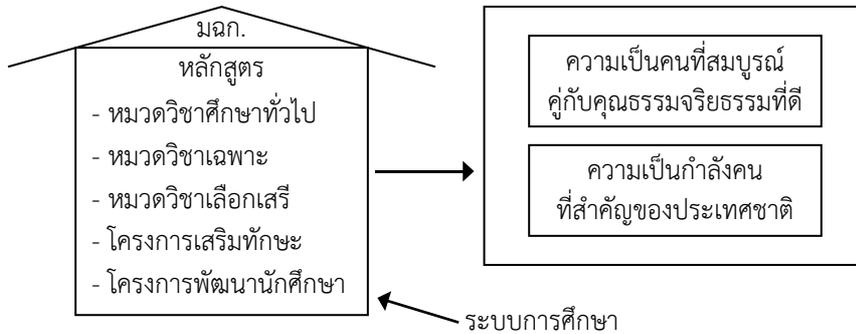 มฉก.
หลักสูตร
- หมวดวิชาศึกษาทั่วไป
- หมวดวิชาเฉพาะ
- หมวดวิชาเลือกเสรี
- โครงการเสริมทักษะ
- โครงการพัฒนานักศึกษา
ความเป็นคนที่สมบูรณ์
คู่กับคุณธรรมจริยธรรมที่ดี
ความเป็นกำลังคน
ที่สำคัญของประเทศชาติ
ระบบการศึกษา